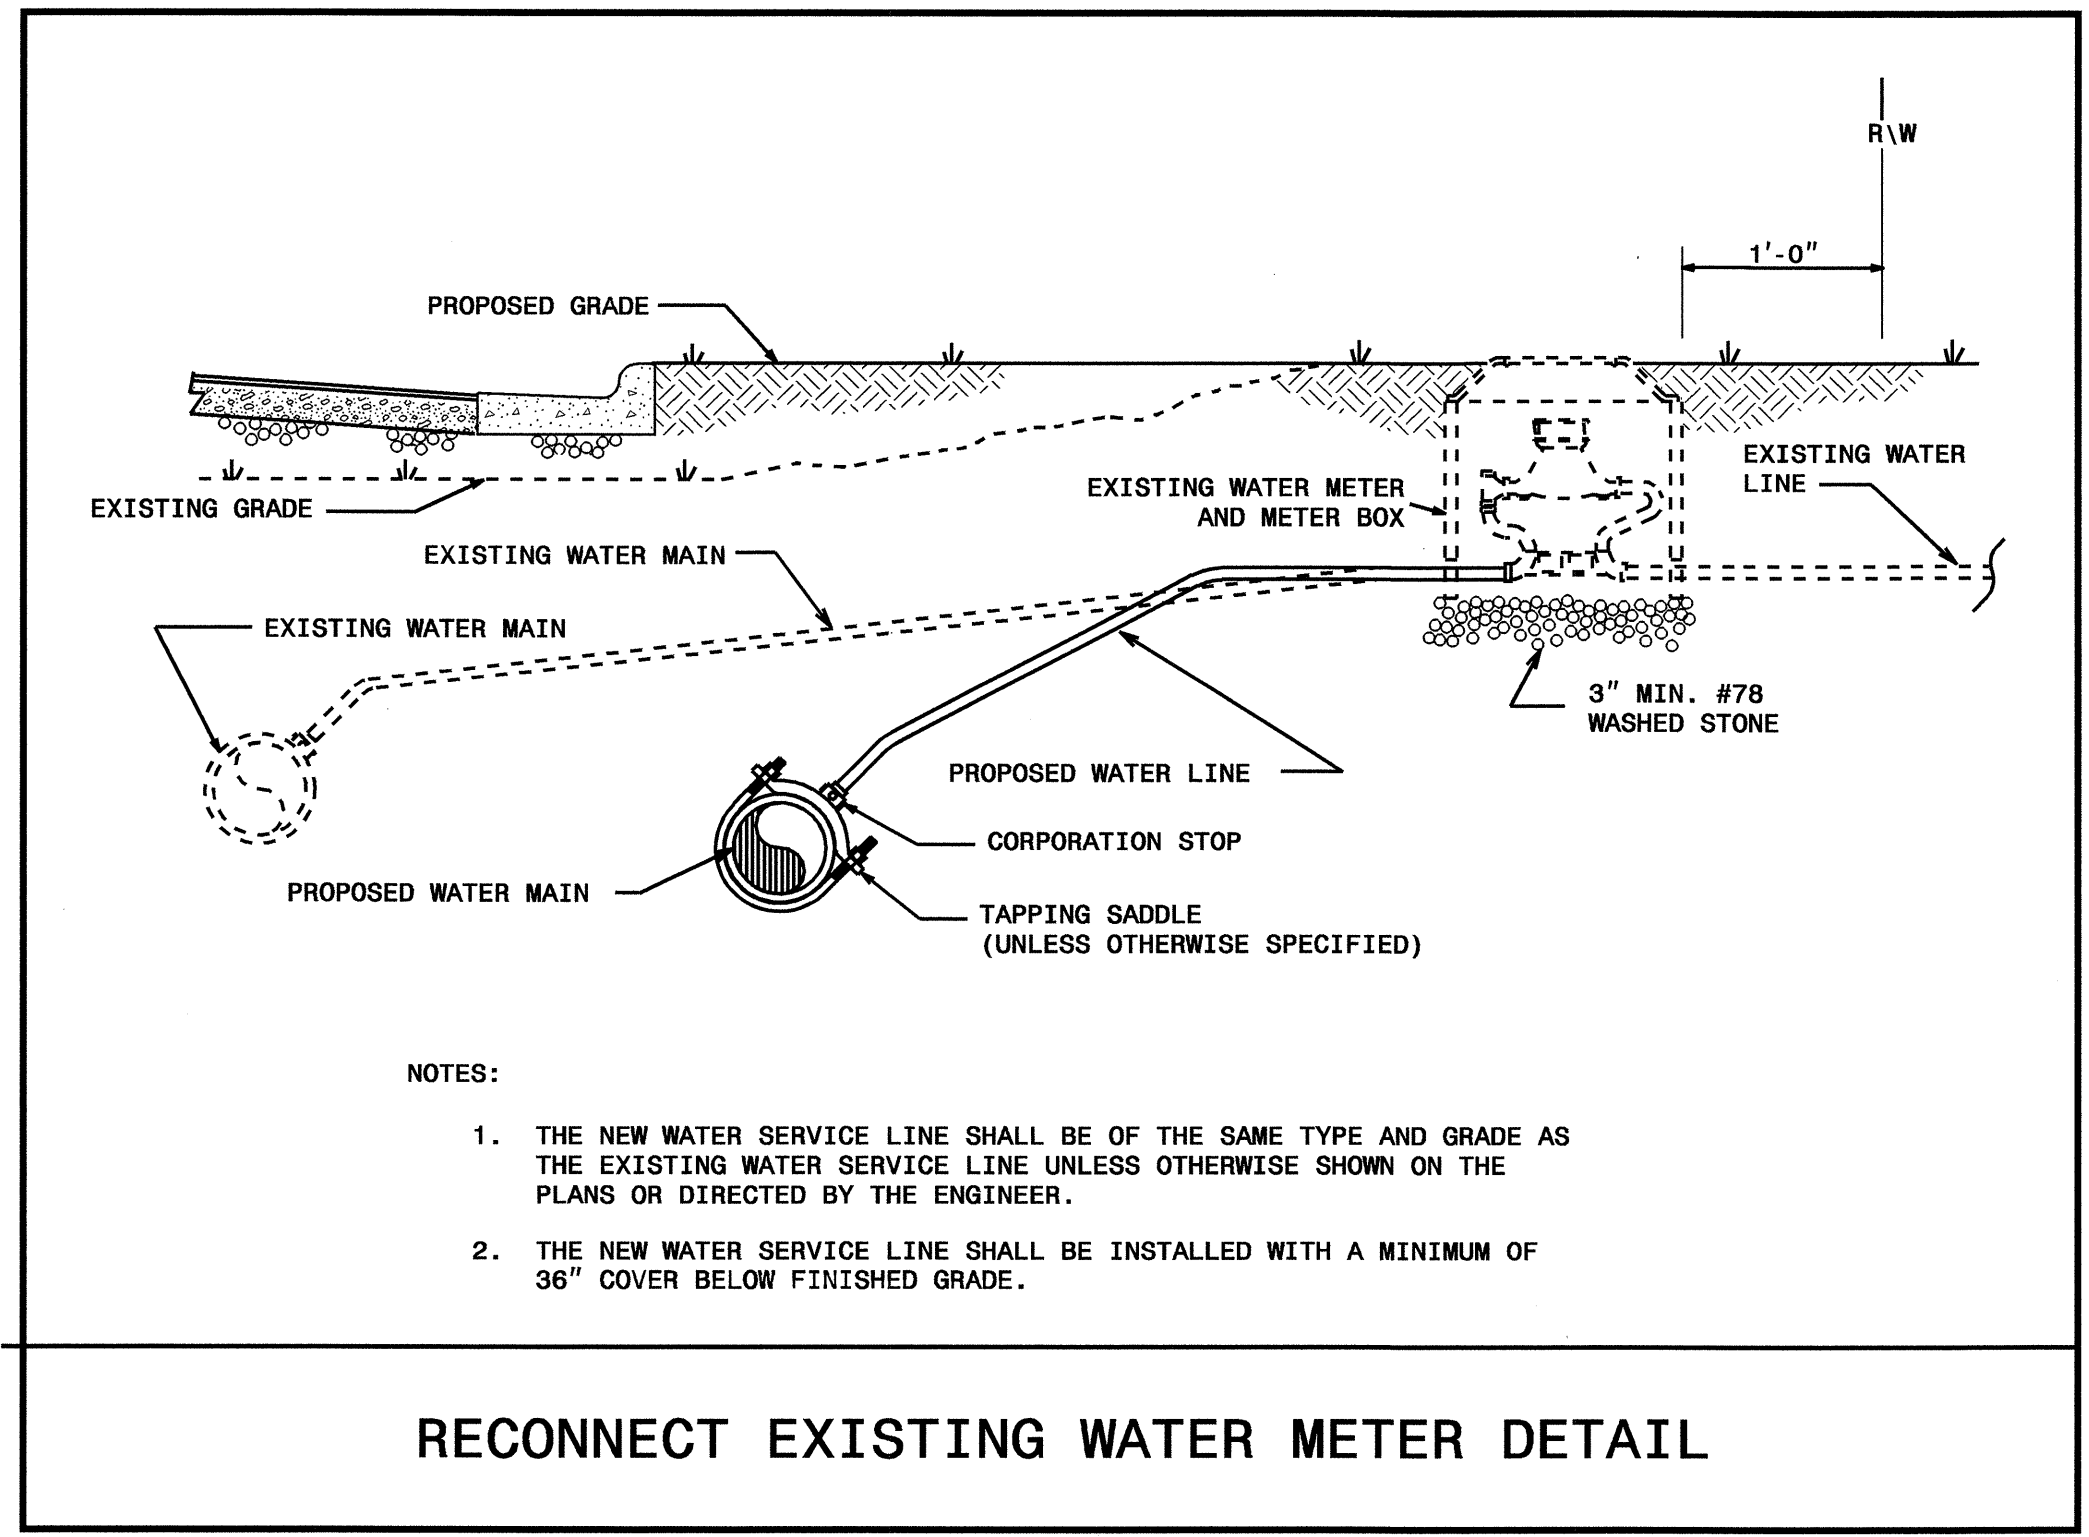 R\W
1'-0"
PROPOSED GRADE
EXISTING WATER
LINE
EXISTING WATER METER
AND METER BOX
EXISTING GRADE
EXISTING WATER MAIN
EXISTING WATER MAIN
3" MIN. #78
WASHED STONE
PROPOSED WATER LINE
CORPORATION STOP
PROPOSED WATER MAIN
TAPPING SADDLE
(UNLESS OTHERWISE SPECIFIED)
NOTES:
1. THE NEW WATER SERVICE LINE SHALL BE OF THE SAME TYPE AND GRADE AS
THE EXISTING WATER SERVICE LINE UNLESS OTHERWISE SHOWN ON THE
PLANS OR DIRECTED BY THE ENGINEER.
2. THE NEW WATER SERVICE LINE SHALL BE INSTALLED WITH A MINIMUM OF
36" COVER BELOW FINISHED GRADE.
RECONNECT EXISTING WATER METER DETAIL